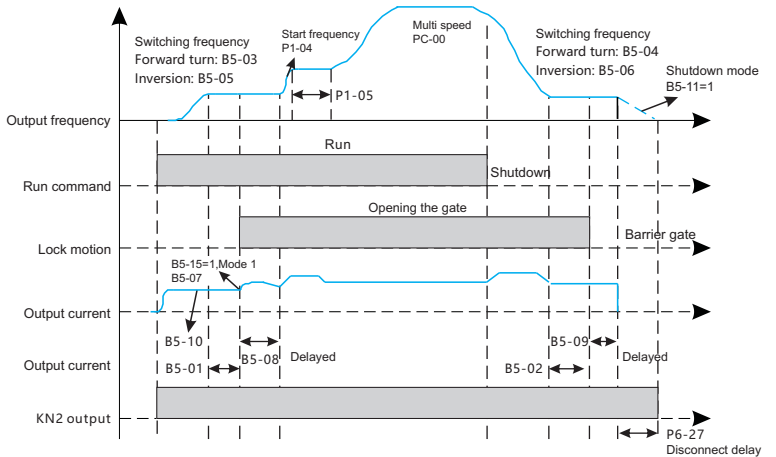 Switching frequency
Forward turn: B5-03
Inversion: B5-05
Start frequency
P1-04
Multi speed
PC-00
Switching frequency
Forward turn: B5-04
Inversion: B5-06
Shutdown mode
B5-11=1
P1-05
Output frequency
Run
Shutdown
Run command
Opening the gate
Barrier gate
Lock motion
B5-15=1,Mode 1
B5-07
Output current
B5-10
B5-09
B5-08
Delayed
Delayed
Output current
B5-01
B5-02
KN2 output
P6-27
Disconnect delay